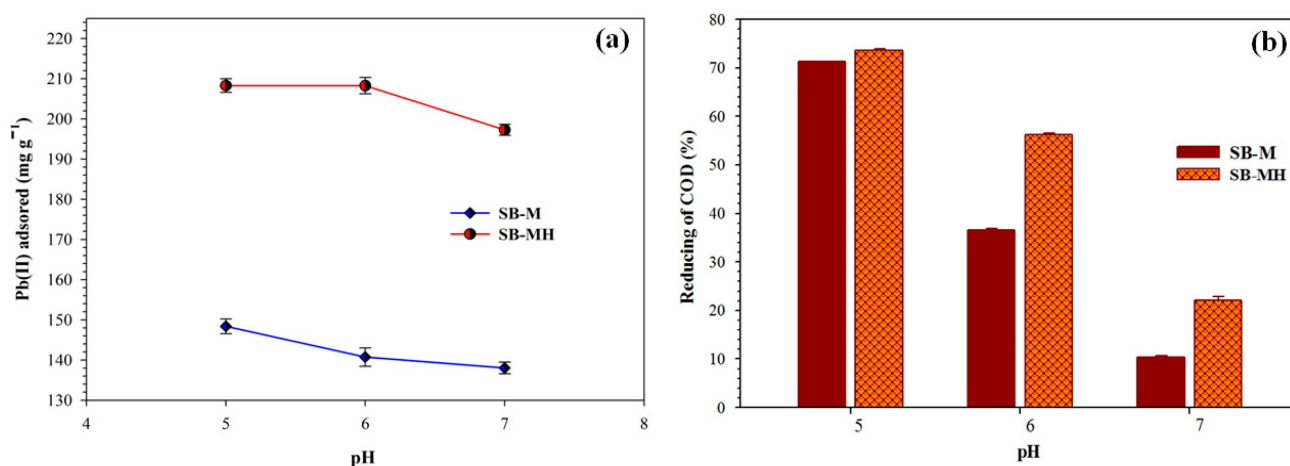 (a)
Pb(II) adsored (mg g⁻¹)
220
210
200
190
180
170
160
150
140
130
SB-M
SB-MH
4 5 6 7 8
pH
(b)
Reducing of COD (%)
80
70
60
50
40
30
20
10
0
SB-M
SB-MH
5 6 7
pH